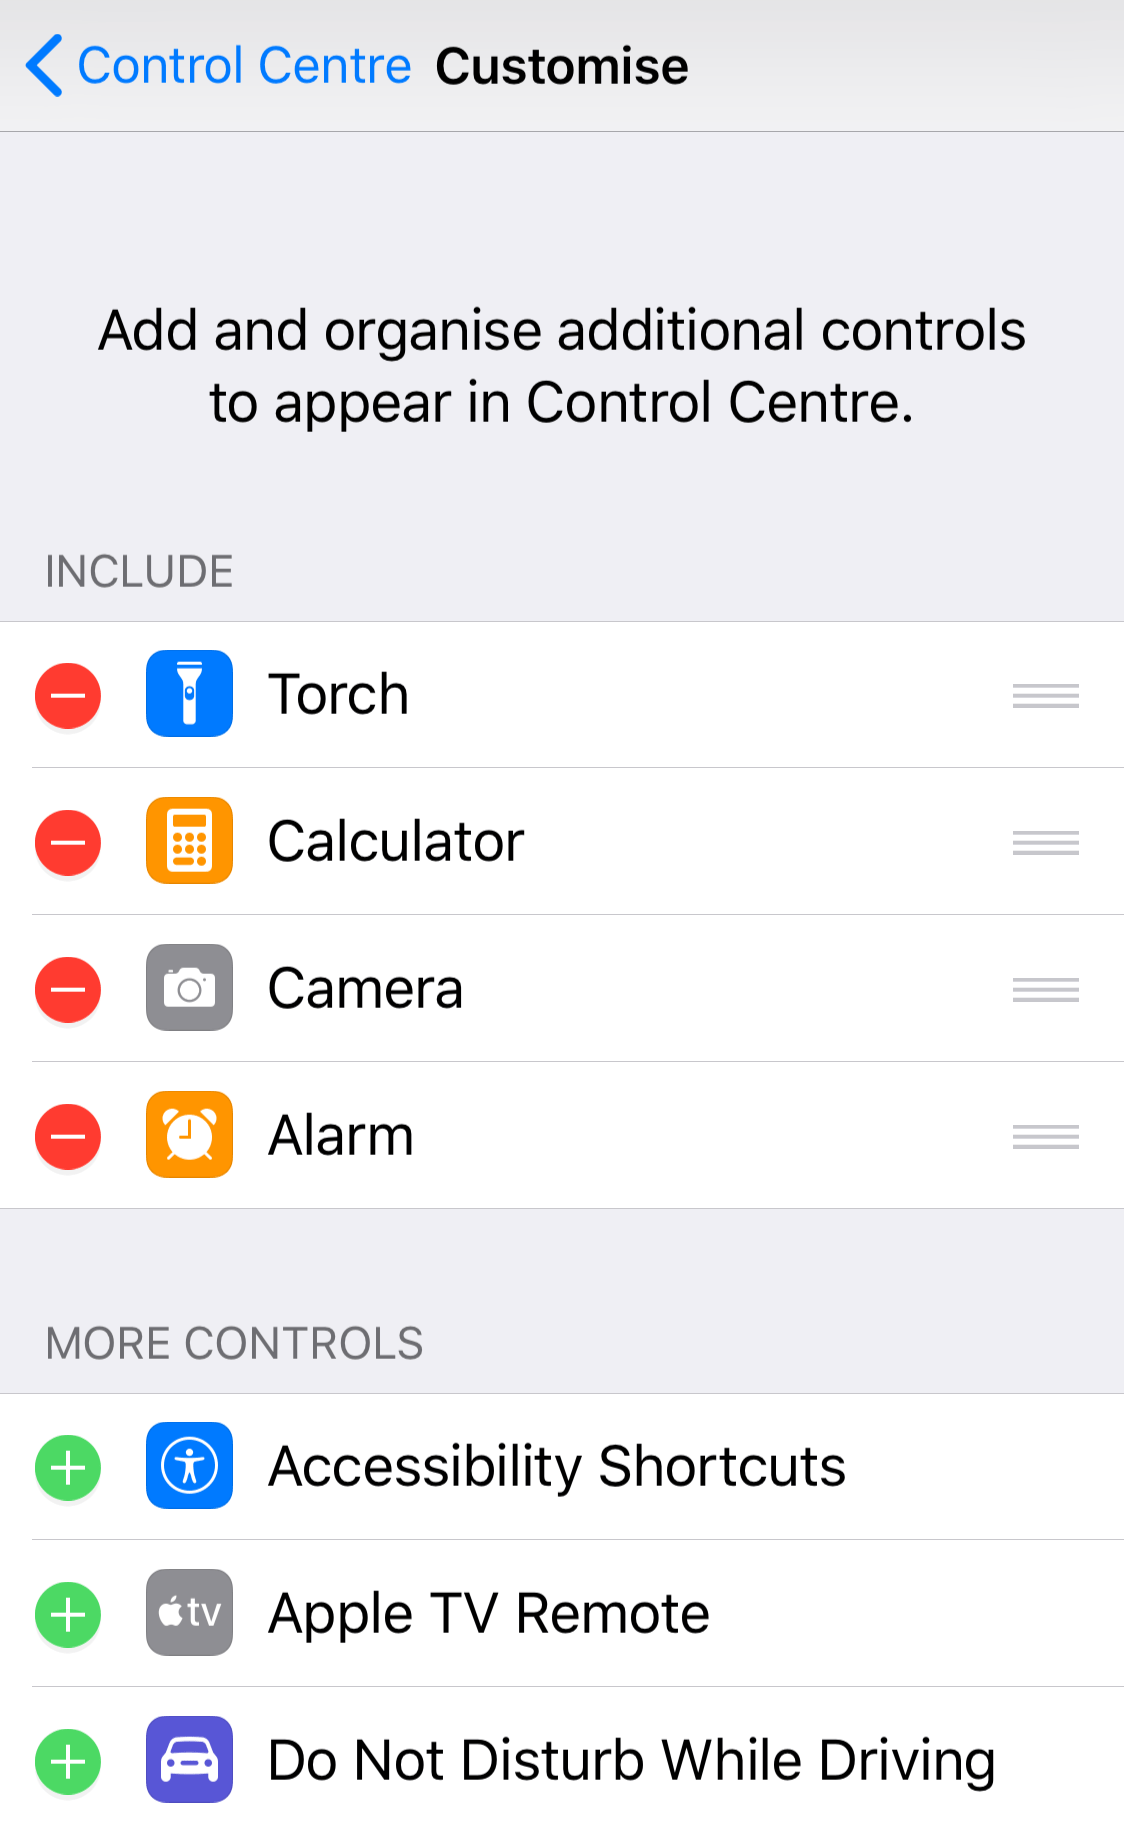 Control Centre Customise
Add and organise additional controls
to appear in Control Centre.
INCLUDE
Torch
Calculator
Camera
Alarm
MORE CONTROLS
Accessibility Shortcuts
tv Apple TV Remote
Do Not Disturb While Driving